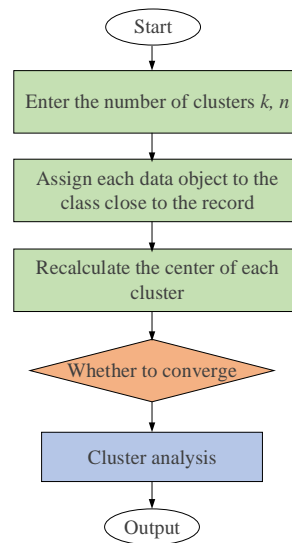 Start
Enter the number of clusters k, n
Assign each data object to the
class close to the record
Recalculate the center of each
cluster
Whether to converge
Cluster analysis
Output